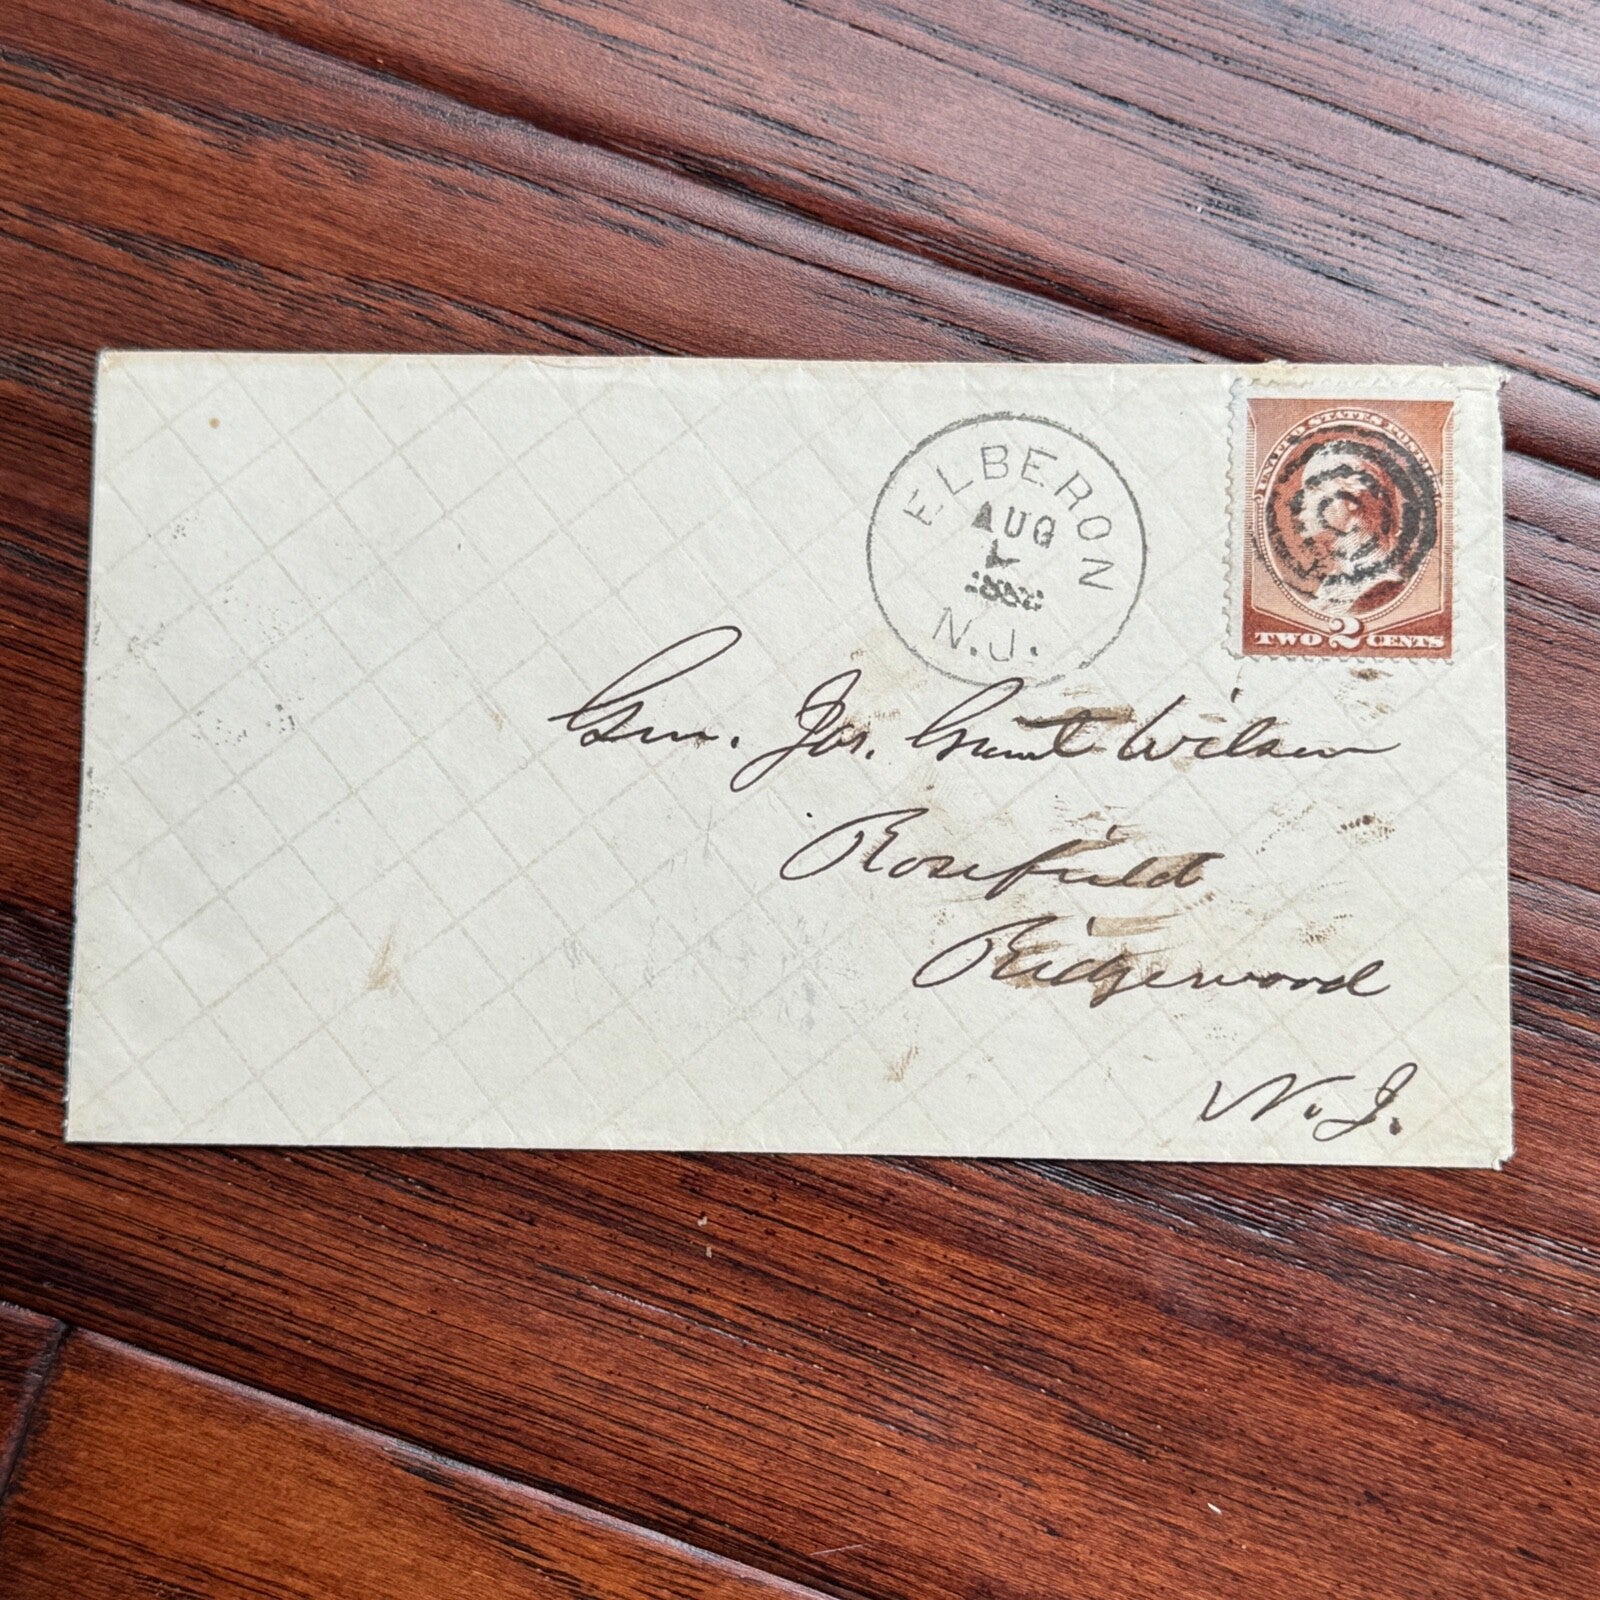 ELBERON
AUG
N.J.
UNITED STATES
TWO 2 CENTS
Gen. Jas. Grant Wilson
Rosefield
Ridgewood
N. J.